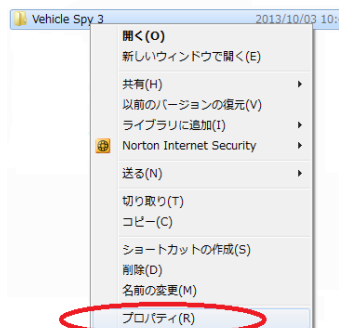 Vehicle Spy 3 2013/10/03 10:
開く(O)
新しいウィンドウで開く(E)
共有(H)
以前のバージョンの復元(V)
ライブラリに追加(I)
Norton Internet Security
送る(N)
切り取り(T)
コピー(C)
ショートカットの作成(S)
削除(D)
名前の変更(M)
プロパティ(R)